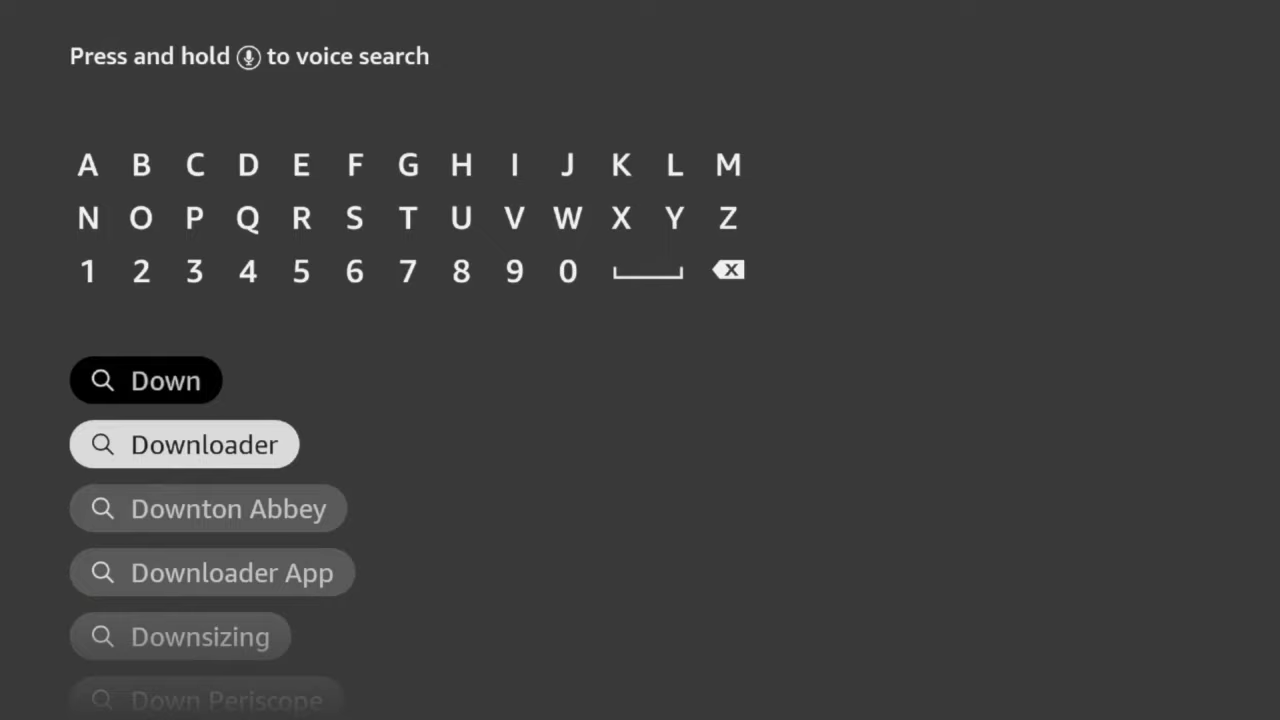 Press and hold to voice search
A B C D E F G H I J K L M
N O P Q R S T U V W X Y Z
1 2 3 4 5 6 7 8 9 0
Down
Downloader
Downton Abbey
Downloader App
Downsizing
Down Periscope